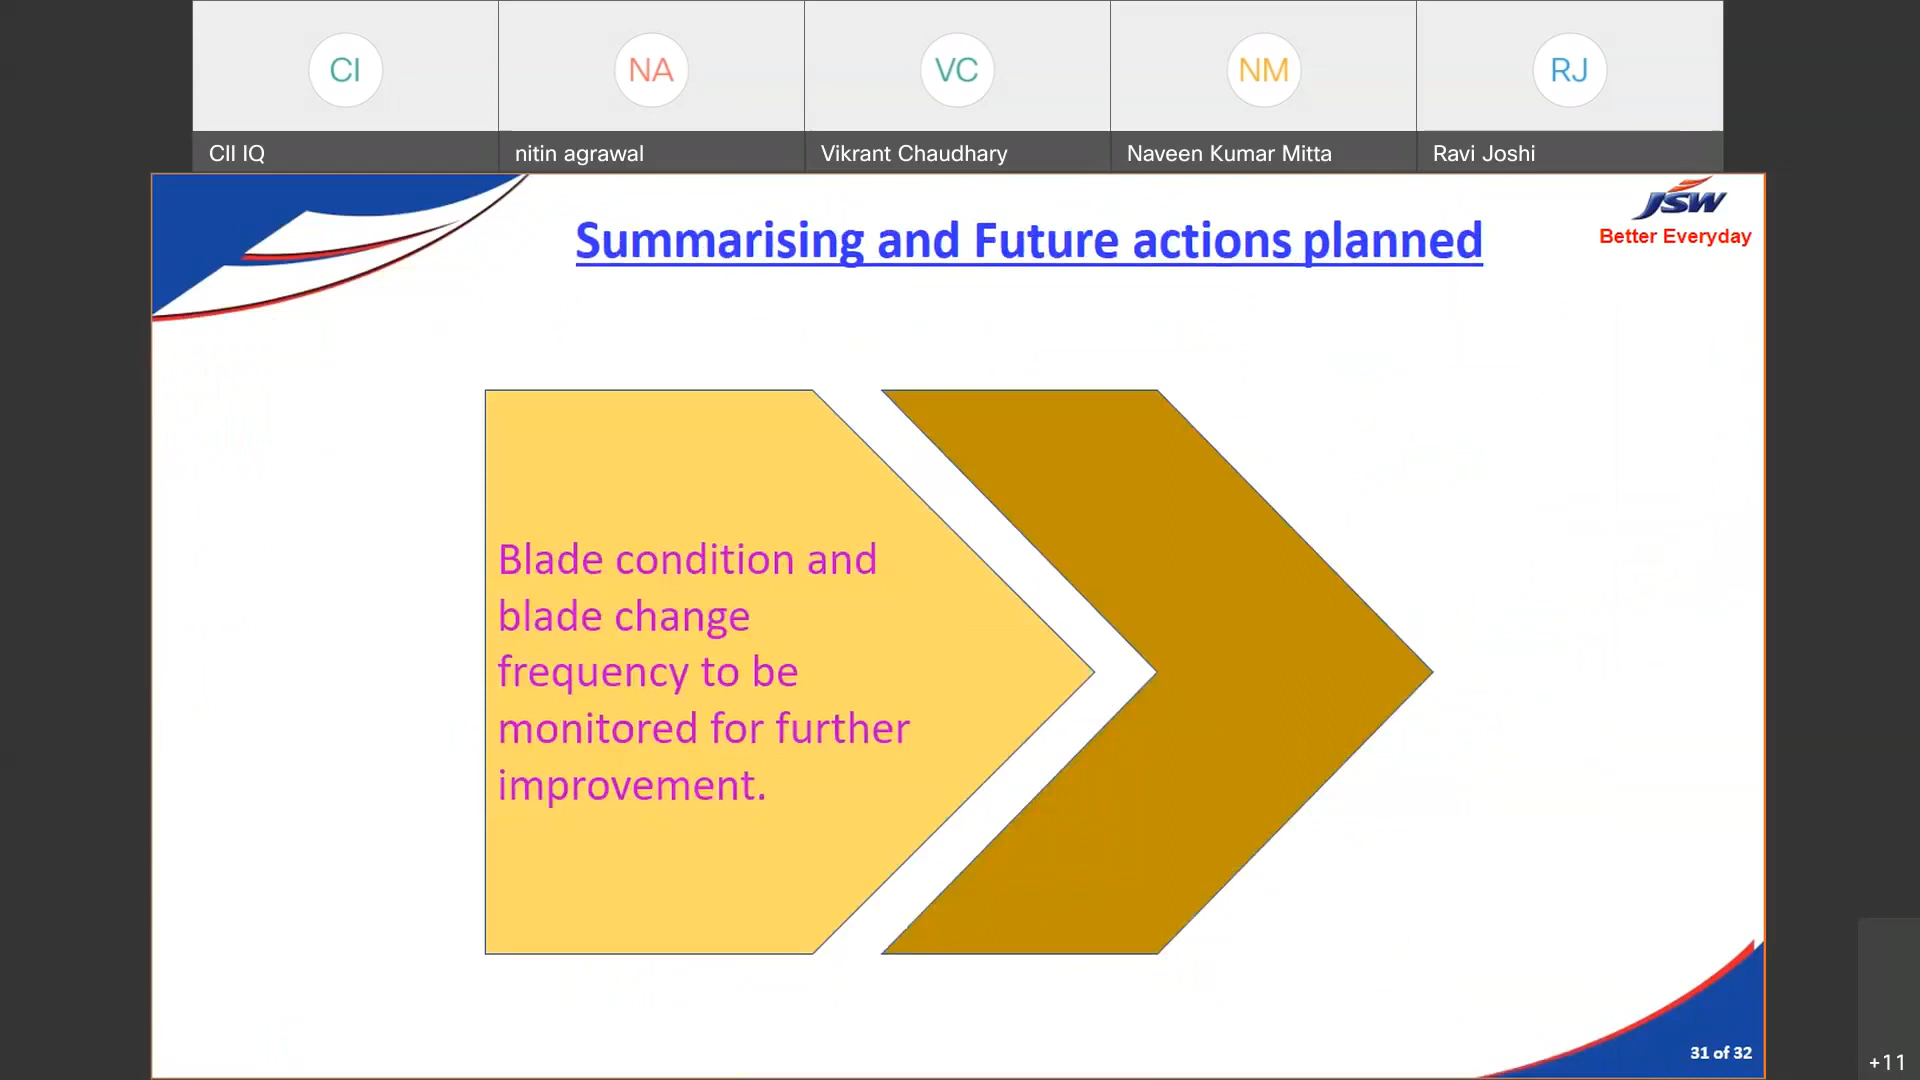 CI
NA
VC
NM
RJ
CII IQ
nitin agrawal
Vikrant Chaudhary
Naveen Kumar Mitta
Ravi Joshi
Summarising and Future actions planned
JSW
Better Everyday
Blade condition and
blade change
frequency to be
monitored for further
improvement.
31 of 32
+11